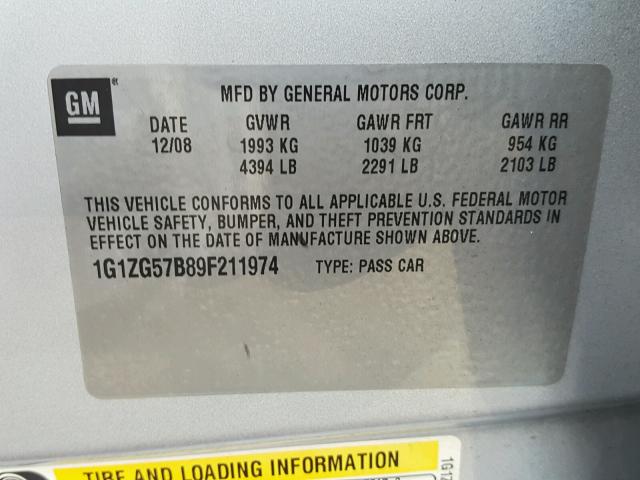 GM
MFD BY GENERAL MOTORS CORP.
DATE GVWR GAWR FRT GAWR RR
12/08 1993 KG 1039 KG 954 KG
4394 LB 2291 LB 2103 LB
THIS VEHICLE CONFORMS TO ALL APPLICABLE U.S. FEDERAL MOTOR
VEHICLE SAFETY, BUMPER, AND THEFT PREVENTION STANDARDS IN
EFFECT ON THE DATE OF MANUFACTURE SHOWN ABOVE.
1G1ZG57B89F211974 TYPE: PASS CAR
TIRE AND LOADING INFORMATION